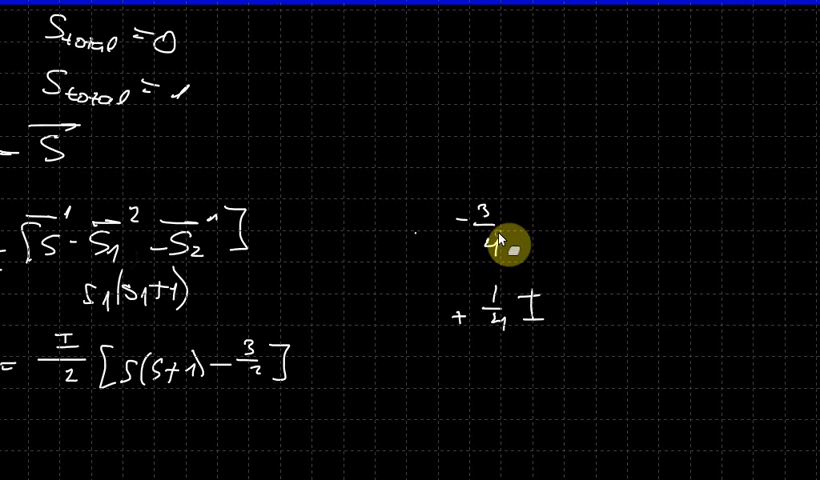 S_total = 0
S_total = 1
- S⃗
= [S⃗² - S⃗₁² - S⃗₂²]
s₁(s₁+1)
= I/2 [S(S+1) - 3/2]
- 3/4
+ 1/4 I